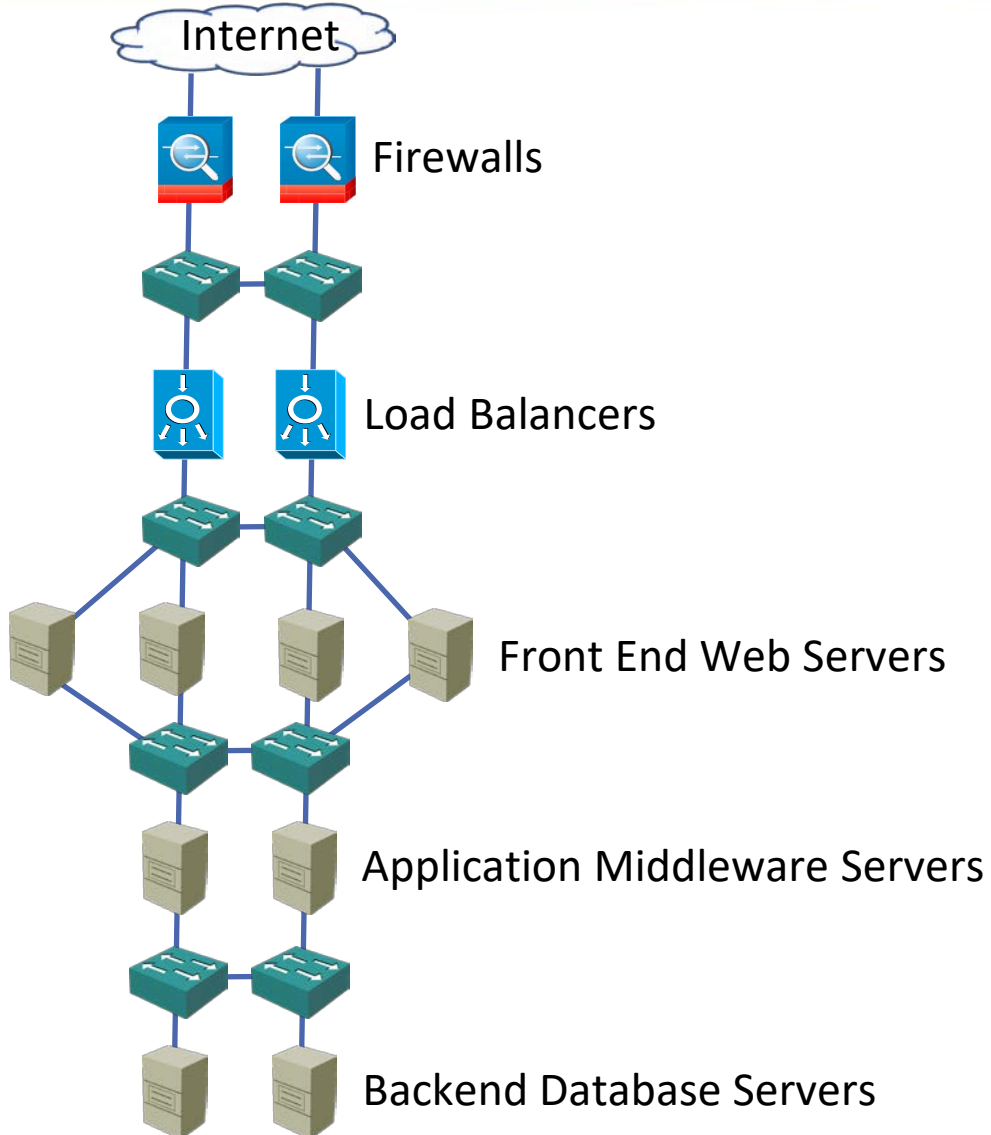 Internet
Firewalls
Load Balancers
Front End Web Servers
Application Middleware Servers
Backend Database Servers